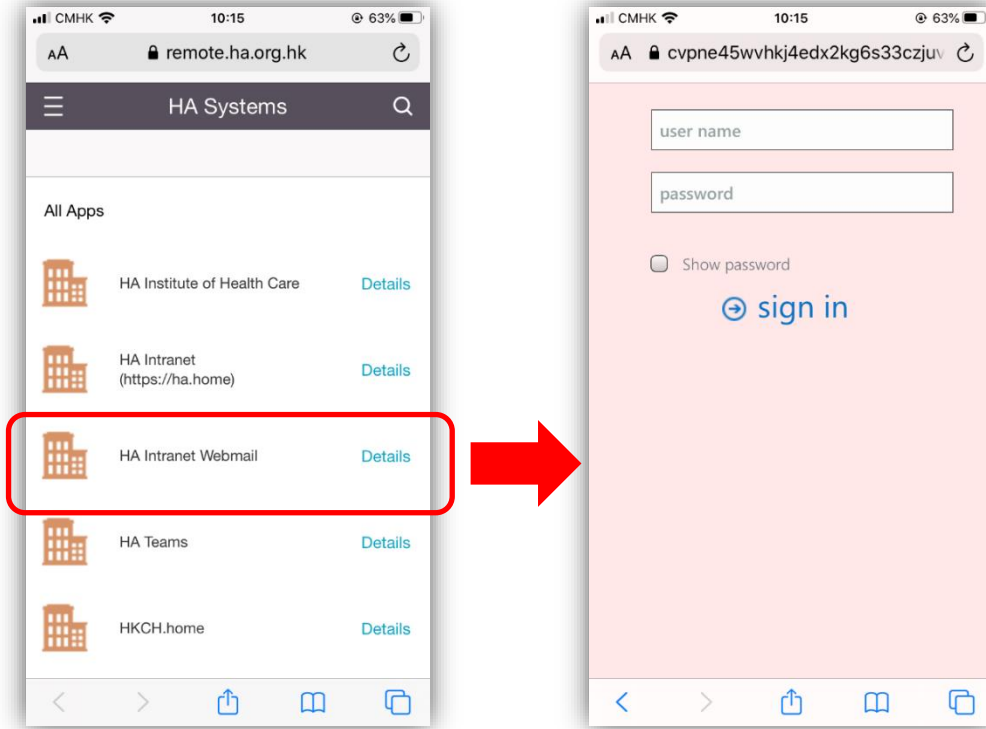 CMHK 10:15 63%
AA remote.ha.org.hk
HA Systems
All Apps
HA Institute of Health Care Details
HA Intranet
(https://ha.home) Details
HA Intranet Webmail Details
HA Teams Details
HKCH.home Details
CMHK 10:15 63%
AA cvpne45wvhkj4edx2kg6s33czjuv
user name
password
Show password
sign in